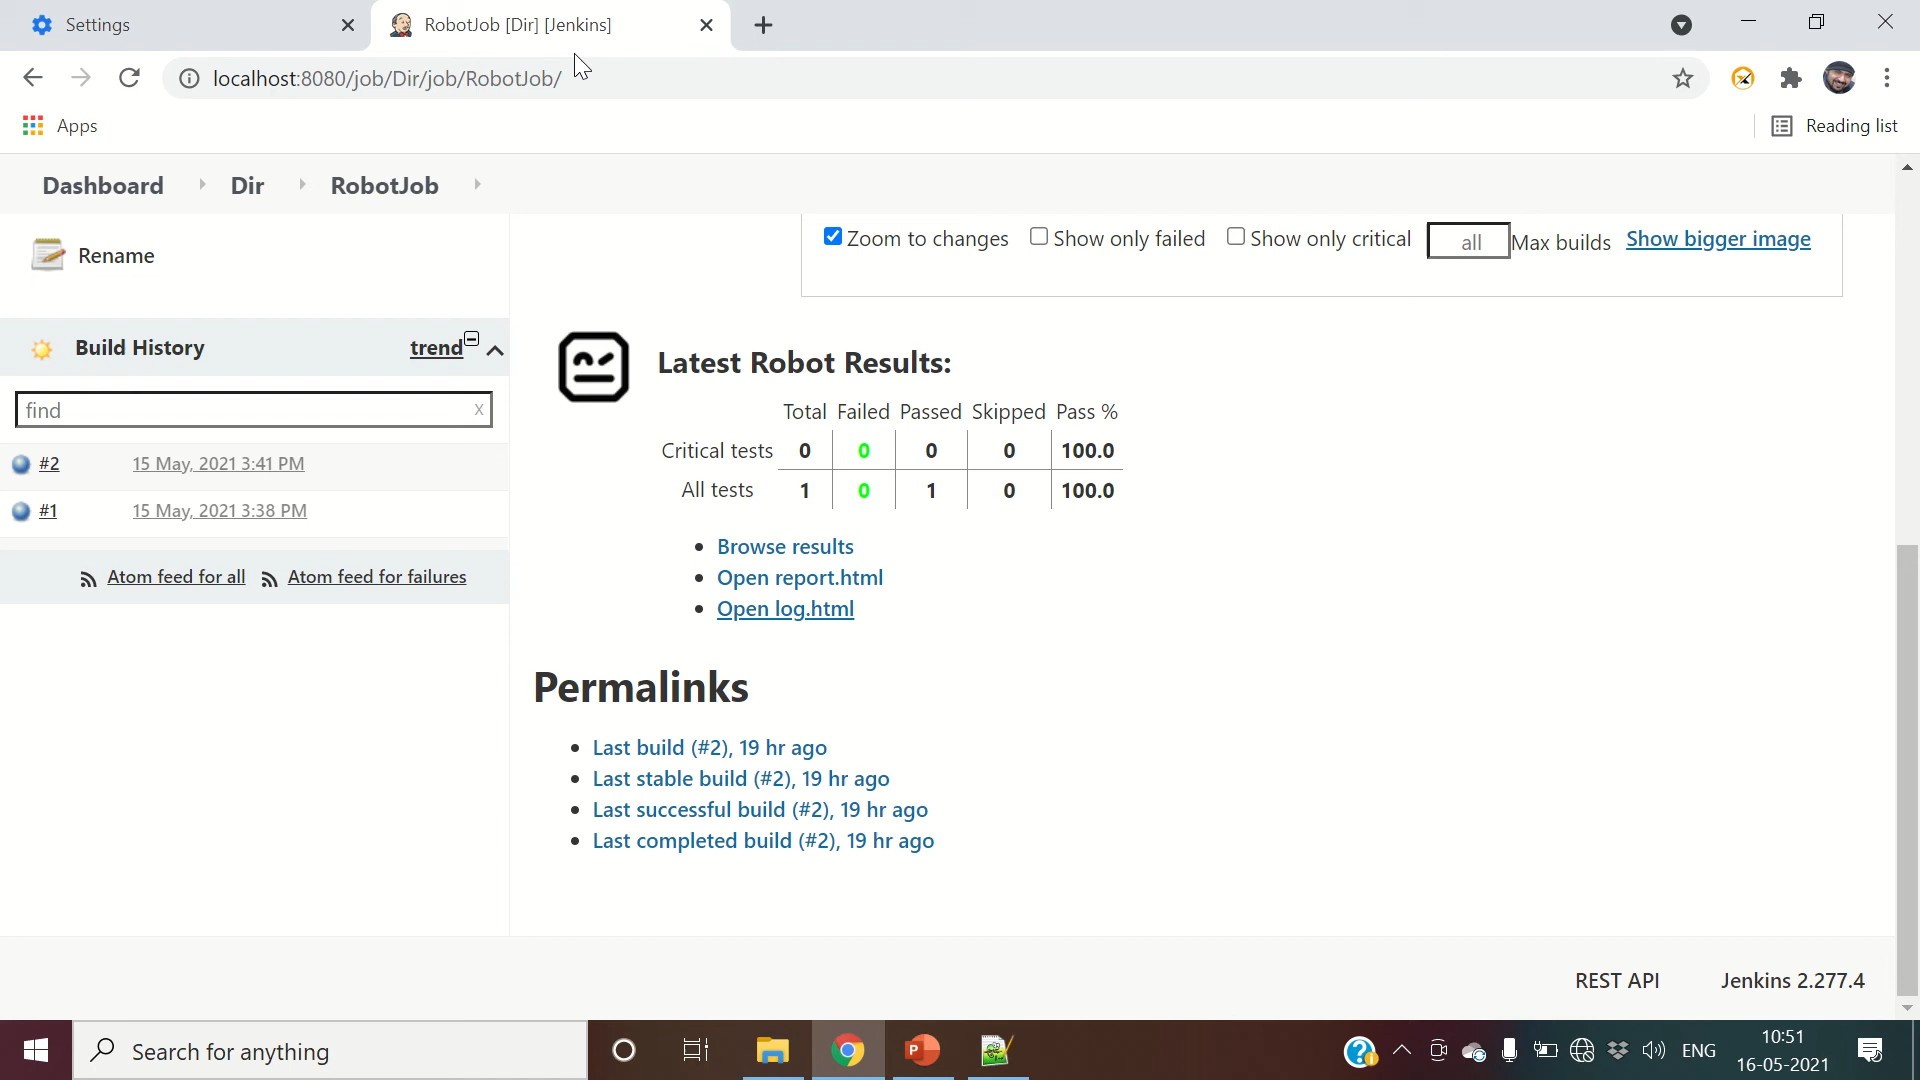 Settings
RobotJob [Dir] [Jenkins]
localhost:8080/job/Dir/job/RobotJob/
Apps
Reading list
Dashboard
Dir
RobotJob
Rename
Zoom to changes
Show only failed
Show only critical
all
Max builds
Show bigger image
Build History
trend
find
x
#2
15 May, 2021 3:41 PM
#1
15 May, 2021 3:38 PM
Atom feed for all
Atom feed for failures
Latest Robot Results:
Total Failed Passed Skipped Pass %
Critical tests 0 0 0 0 100.0
All tests 1 0 1 0 100.0
Browse results
Open report.html
Open log.html
Permalinks
Last build (#2), 19 hr ago
Last stable build (#2), 19 hr ago
Last successful build (#2), 19 hr ago
Last completed build (#2), 19 hr ago
REST API
Jenkins 2.277.4
Search for anything
P
ENG
10:51
16-05-2021